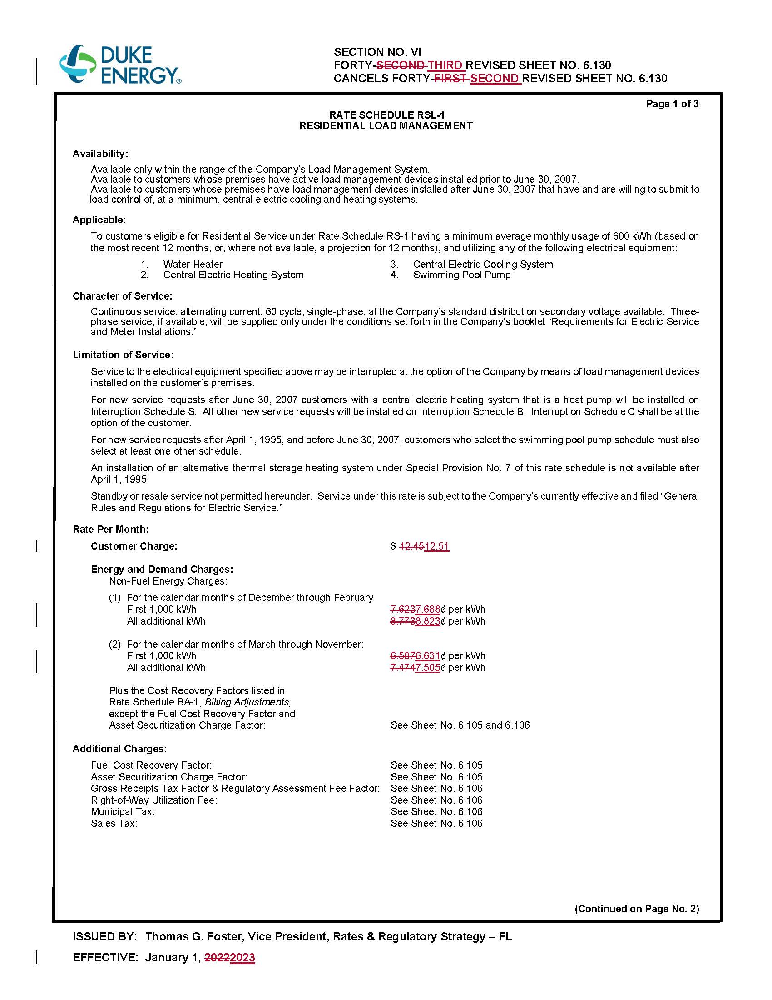 DUKE
ENERGY®
SECTION NO. VI
FORTY-SECOND THIRD REVISED SHEET NO. 6.130
CANCELS FORTY-FIRST SECOND REVISED SHEET NO. 6.130
Page 1 of 3
RATE SCHEDULE RSL-1
RESIDENTIAL LOAD MANAGEMENT
Availability:
Available only within the range of the Company’s Load Management System.
Available to customers whose premises have active load management devices installed prior to June 30, 2007.
Available to customers whose premises have load management devices installed after June 30, 2007 that have and are willing to submit to
load control of, at a minimum, central electric cooling and heating systems.
Applicable:
To customers eligible for Residential Service under Rate Schedule RS-1 having a minimum average monthly usage of 600 kWh (based on
the most recent 12 months, or, where not available, a projection for 12 months), and utilizing any of the following electrical equipment:
1. Water Heater 3. Central Electric Cooling System
2. Central Electric Heating System 4. Swimming Pool Pump
Character of Service:
Continuous service, alternating current, 60 cycle, single-phase, at the Company’s standard distribution secondary voltage available. Three-
phase service, if available, will be supplied only under the conditions set forth in the Company’s booklet “Requirements for Electric Service
and Meter Installations.”
Limitation of Service:
Service to the electrical equipment specified above may be interrupted at the option of the Company by means of load management devices
installed on the customer’s premises.
For new service requests after June 30, 2007 customers with a central electric heating system that is a heat pump will be installed on
Interruption Schedule S. All other new service requests will be installed on Interruption Schedule B. Interruption Schedule C shall be at the
option of the customer.
For new service requests after April 1, 1995, and before June 30, 2007, customers who select the swimming pool pump schedule must also
select at least one other schedule.
An installation of an alternative thermal storage heating system under Special Provision No. 7 of this rate schedule is not available after
April 1, 1995.
Standby or resale service not permitted hereunder. Service under this rate is subject to the Company’s currently effective and filed “General
Rules and Regulations for Electric Service.”
Rate Per Month:
Customer Charge: $ 12.4512.51
Energy and Demand Charges:
Non-Fuel Energy Charges:
(1) For the calendar months of December through February
First 1,000 kWh 7.6237.688¢ per kWh
All additional kWh 8.7738.823¢ per kWh
(2) For the calendar months of March through November:
First 1,000 kWh 6.5876.631¢ per kWh
All additional kWh 7.4747.505¢ per kWh
Plus the Cost Recovery Factors listed in
Rate Schedule BA-1, Billing Adjustments,
except the Fuel Cost Recovery Factor and
Asset Securitization Charge Factor: See Sheet No. 6.105 and 6.106
Additional Charges:
Fuel Cost Recovery Factor: See Sheet No. 6.105
Asset Securitization Charge Factor: See Sheet No. 6.105
Gross Receipts Tax Factor & Regulatory Assessment Fee Factor: See Sheet No. 6.106
Right-of-Way Utilization Fee: See Sheet No. 6.106
Municipal Tax: See Sheet No. 6.106
Sales Tax: See Sheet No. 6.106
(Continued on Page No. 2)
ISSUED BY: Thomas G. Foster, Vice President, Rates & Regulatory Strategy – FL
EFFECTIVE: January 1, 20222023